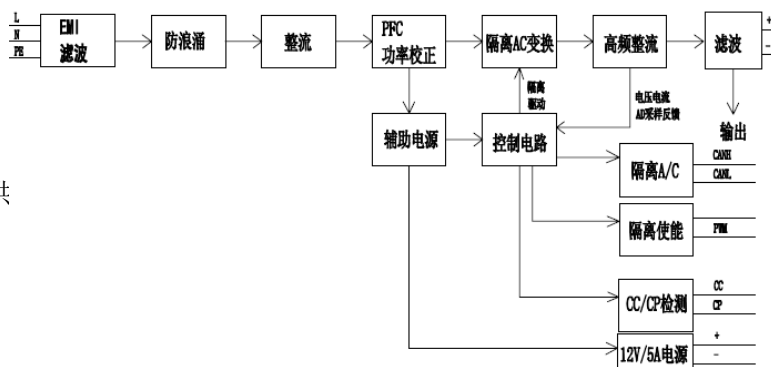 L
N
PE
EMI
滤波
防浪涌
整流
PFC
功率校正
隔离AC变换
高频整流
滤波
+
-
隔离
驱动
电压电流
AD采样反馈
输出
辅助电源
控制电路
隔离A/C
CANH
CANL
隔离使能
PWM
CC/CP检测
CC
CP
12V/5A电源
+
-